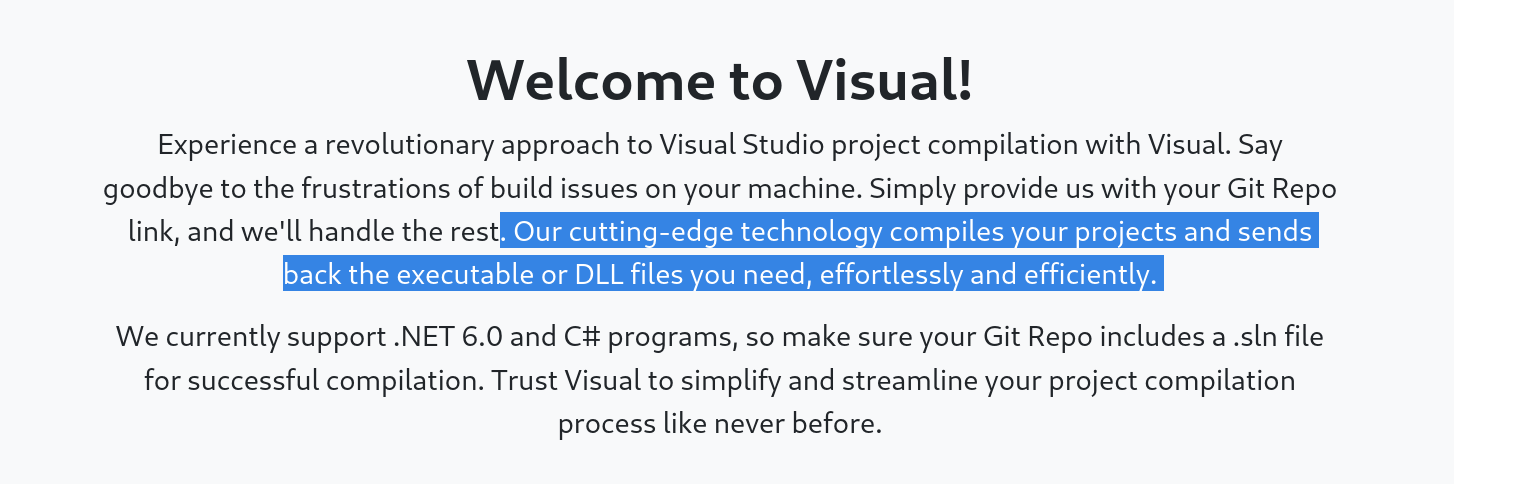 Welcome to Visual!
Experience a revolutionary approach to Visual Studio project compilation with Visual. Say
goodbye to the frustrations of build issues on your machine. Simply provide us with your Git Repo
link, and we'll handle the rest. Our cutting-edge technology compiles your projects and sends
back the executable or DLL files you need, effortlessly and efficiently.
We currently support .NET 6.0 and C# programs, so make sure your Git Repo includes a .sln file
for successful compilation. Trust Visual to simplify and streamline your project compilation
process like never before.